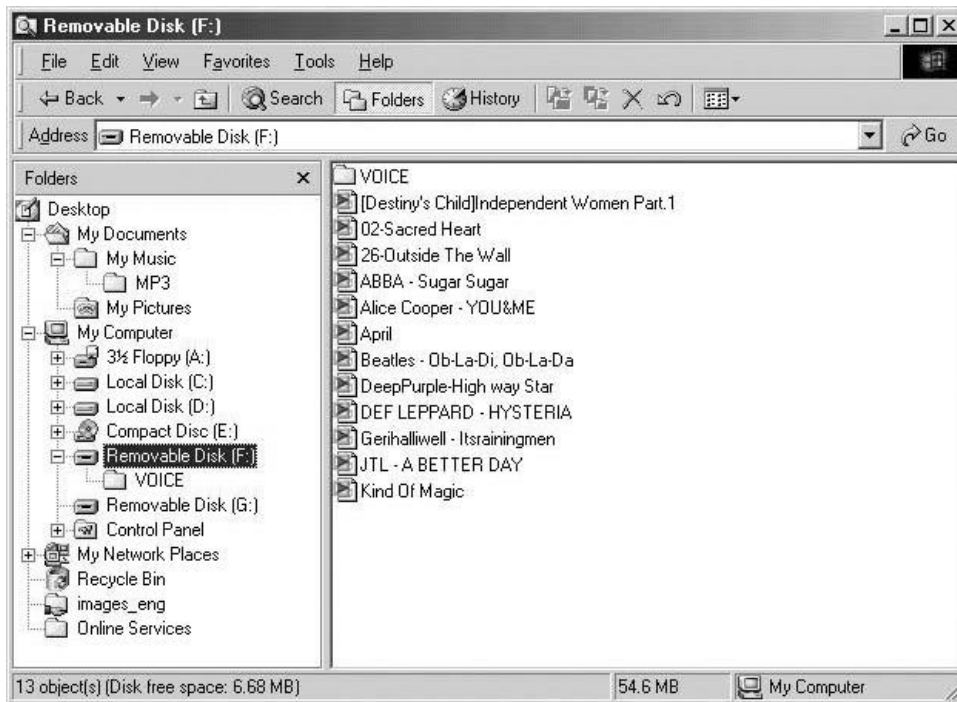 Removable Disk (F:)
File Edit View Favorites Tools Help
Back Search Folders History
Address Removable Disk (F:) Go
Folders
Desktop
My Documents
My Music
MP3
My Pictures
My Computer
3½ Floppy (A:)
Local Disk (C:)
Local Disk (D:)
Compact Disc (E:)
Removable Disk (F:)
VOICE
Removable Disk (G:)
Control Panel
My Network Places
Recycle Bin
images_eng
Online Services
VOICE
[Destiny's Child]Independent Women Part.1
02-Sacred Heart
26-Outside The Wall
ABBA - Sugar Sugar
Alice Cooper - YOU&ME
April
Beatles - Ob-La-Di, Ob-La-Da
DeepPurple-High way Star
DEF LEPPARD - HYSTERIA
Gerihalliwell - Itsrainingmen
JTL - A BETTER DAY
Kind Of Magic
13 object(s) (Disk free space: 6.68 MB) 54.6 MB My Computer